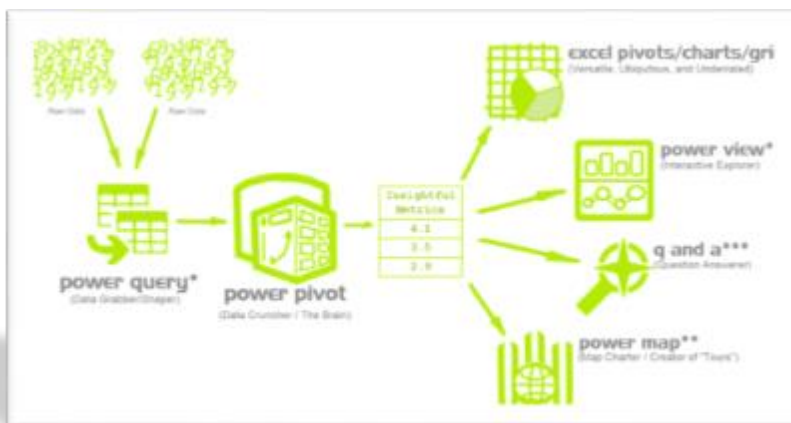 Raw Data
Raw Data
power query*
(Data Grabber/Shaper)
power pivot
(Data Cruncher / The Brain)
Insightful
Metrics
4.1
3.5
2.9
excel pivots/charts/gri
(Versatile, Ubiquitous, and Underrated)
power view*
(Interactive Explorer)
q and a***
(Question Answerer)
power map**
(Map Charter / Creator of "Tours")